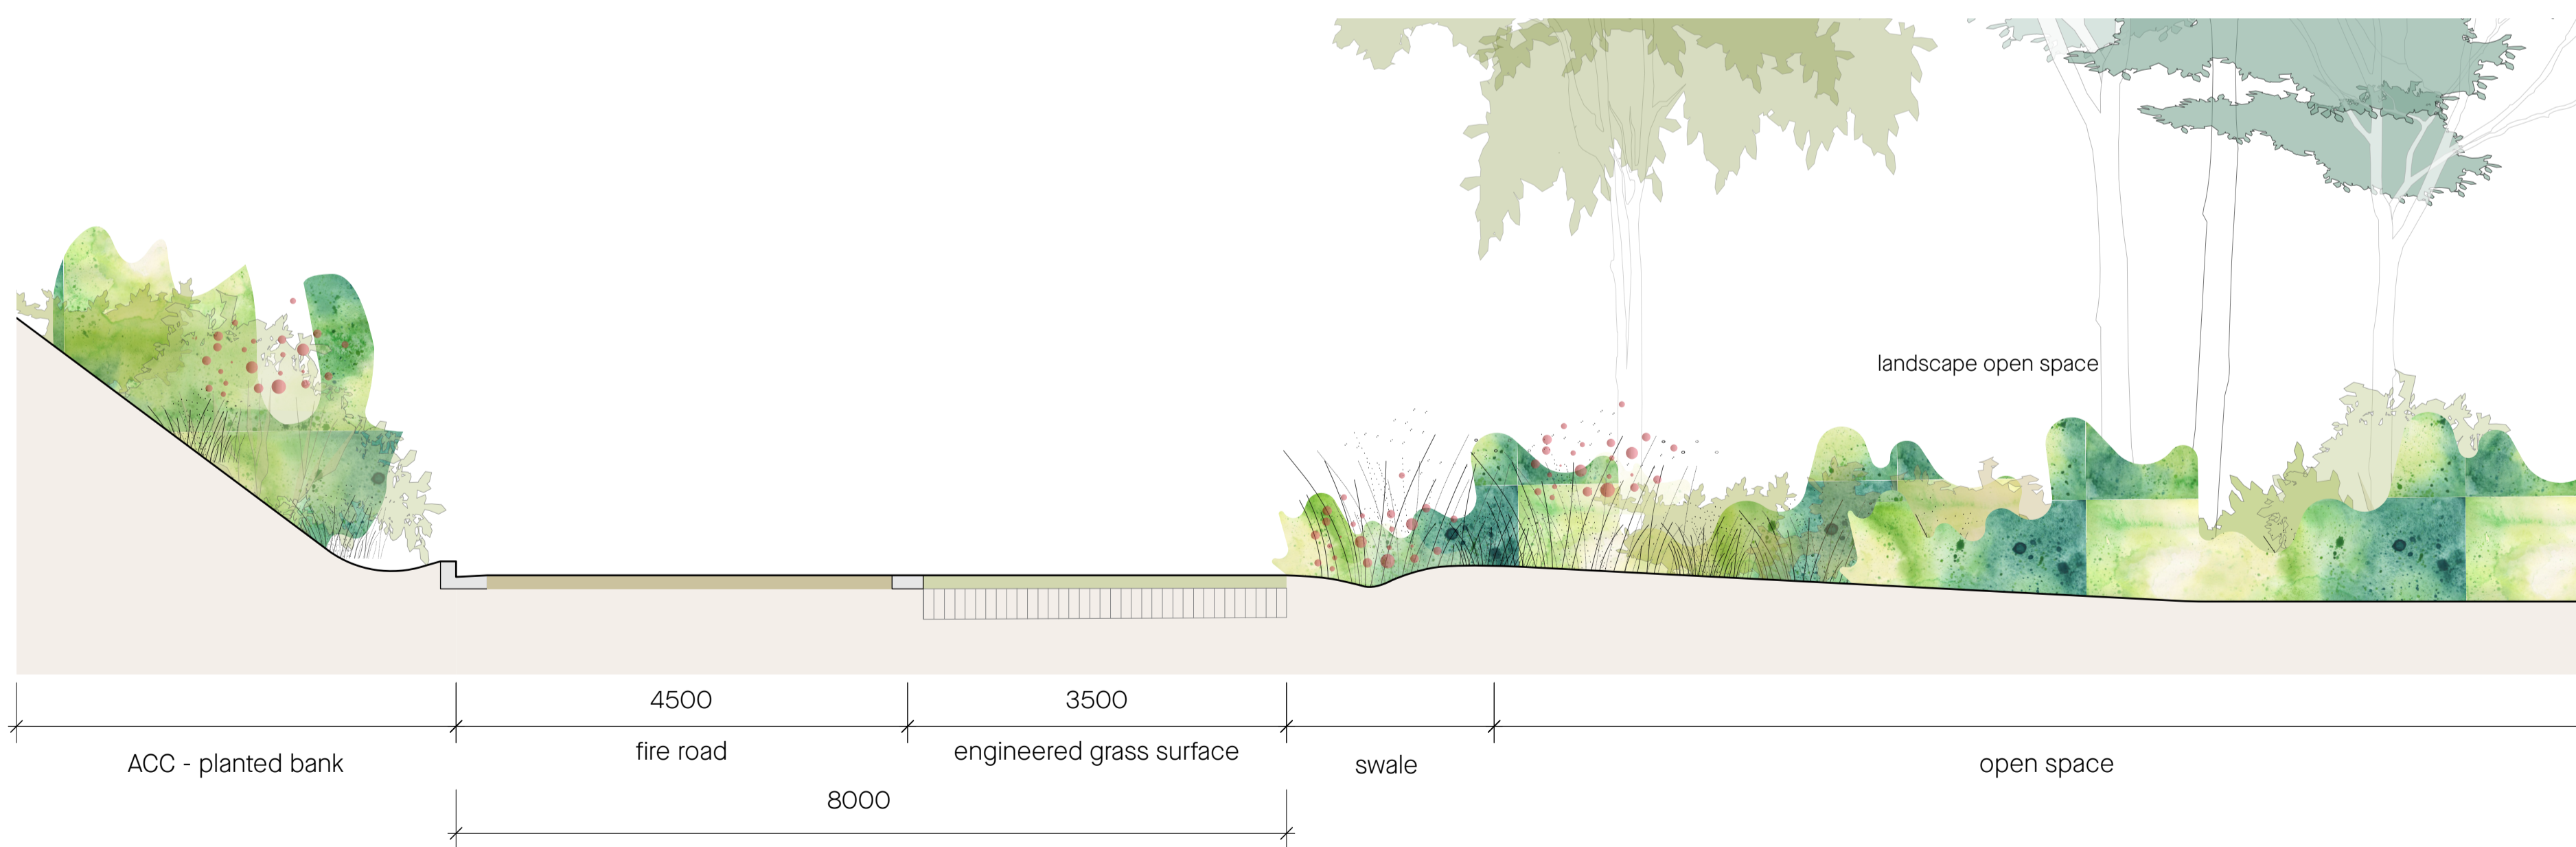 landscape open space
4500
3500
ACC - planted bank
fire road
engineered grass surface
swale
open space
8000